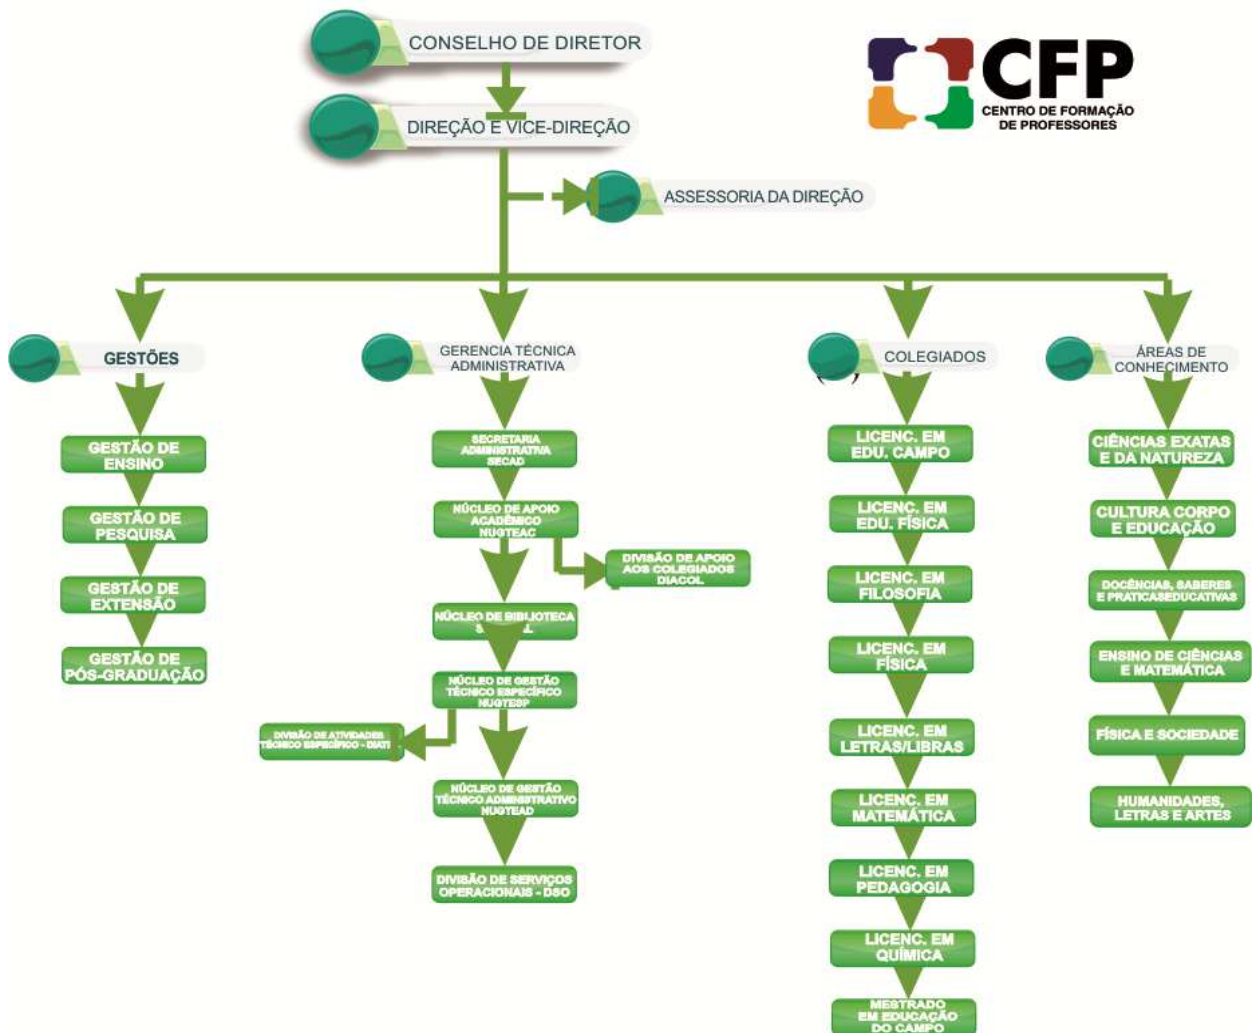 CONSELHO DE DIRETOR
CFP
CENTRO DE FORMAÇÃO
DE PROFESSORES
DIREÇÃO E VICE-DIREÇÃO
ASSESSORIA DA DIREÇÃO
GESTÕES
GESTÃO DE
ENSINO
GESTÃO DE
PESQUISA
GESTÃO DE
EXTENSÃO
GESTÃO DE
PÓS-GRADUAÇÃO
GERENCIA TÉCNICA
ADMINISTRATIVA
SECRETARIA
ADMINISTRATIVA
SECAD
NÚCLEO DE APOIO
ACADÊMICO
NUGTEAC
DIVISÃO DE APOIO
AOS COLEGIADOS
DIACOL
NÚCLEO DE BIBLIOTECA
NÚCLEO DE GESTÃO
TÉCNICO ESPECÍFICO
NUGTESP
DIVISÃO DE ATIVIDADES
TÉCNICO ESPECÍFICO -
NÚCLEO DE GESTÃO
TÉCNICO ADMINISTRATIVO
NUGTEAD
DIVISÃO DE SERVIÇOS
OPERACIONAIS - DSO
COLEGIADOS
LICENC. EM
EDU. CAMPO
LICENC. EM
EDU. FÍSICA
LICENC. EM
FILOSOFIA
LICENC. EM
FÍSICA
LICENC. EM
LETRAS/LIBRAS
LICENC. EM
MATEMÁTICA
LICENC. EM
PEDAGOGIA
LICENC. EM
QUÍMICA
MESTRADO
EM EDUCAÇÃO
DO CAMPO
ÁREAS DE
CONHECIMENTO
CIÊNCIAS EXATAS
E DA NATUREZA
CULTURA CORPO
E EDUCAÇÃO
DOCÊNCIAS, SABERES
E PRATICASEDUCATIVAS
ENSINO DE CIÊNCIAS
E MATEMÁTICA
FÍSICA E SOCIEDADE
HUMANIDADES,
LETRAS E ARTES